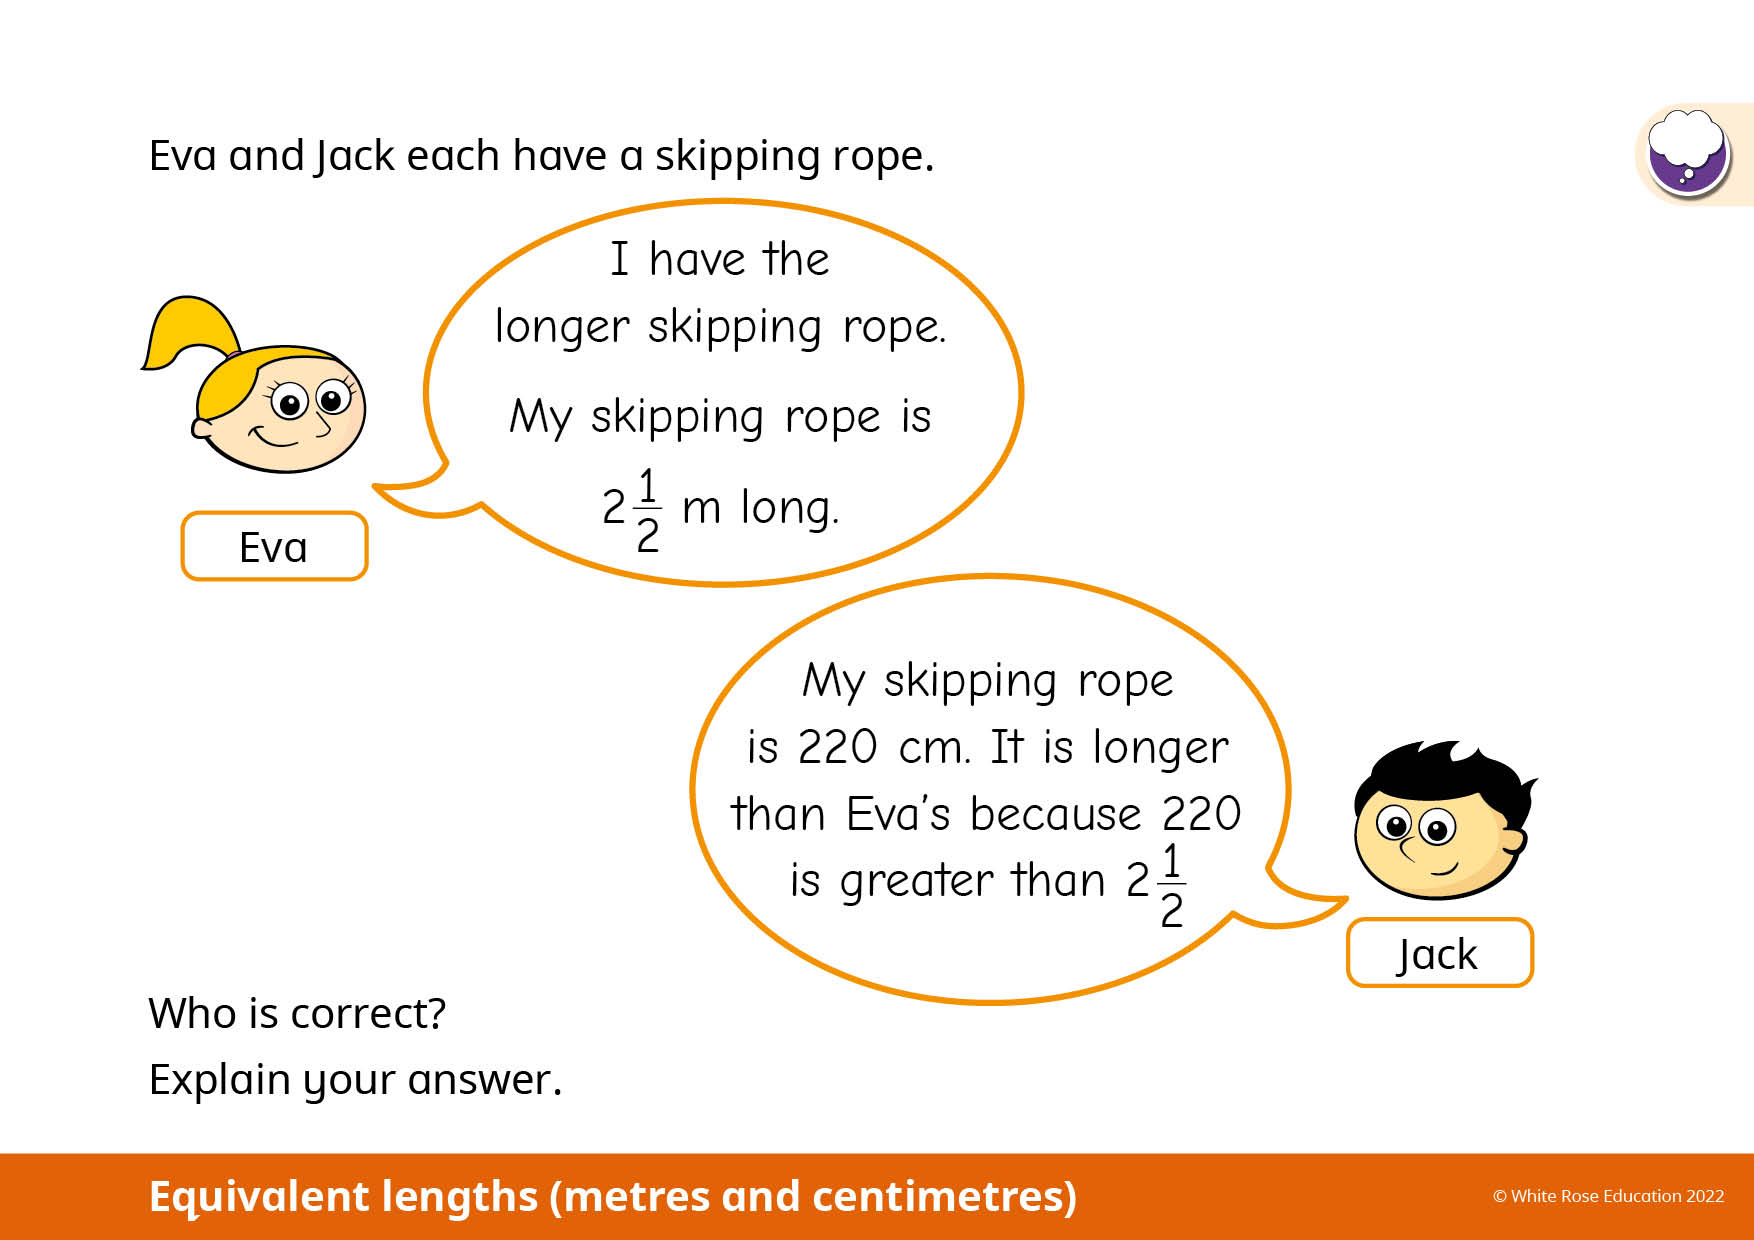 Eva and Jack each have a skipping rope.
I have the
longer skipping rope.
My skipping rope is
2 1/2 m long.
Eva
My skipping rope
is 220 cm. It is longer
than Eva's because 220
is greater than 2 1/2
Jack
Who is correct?
Explain your answer.
Equivalent lengths (metres and centimetres)
© White Rose Education 2022